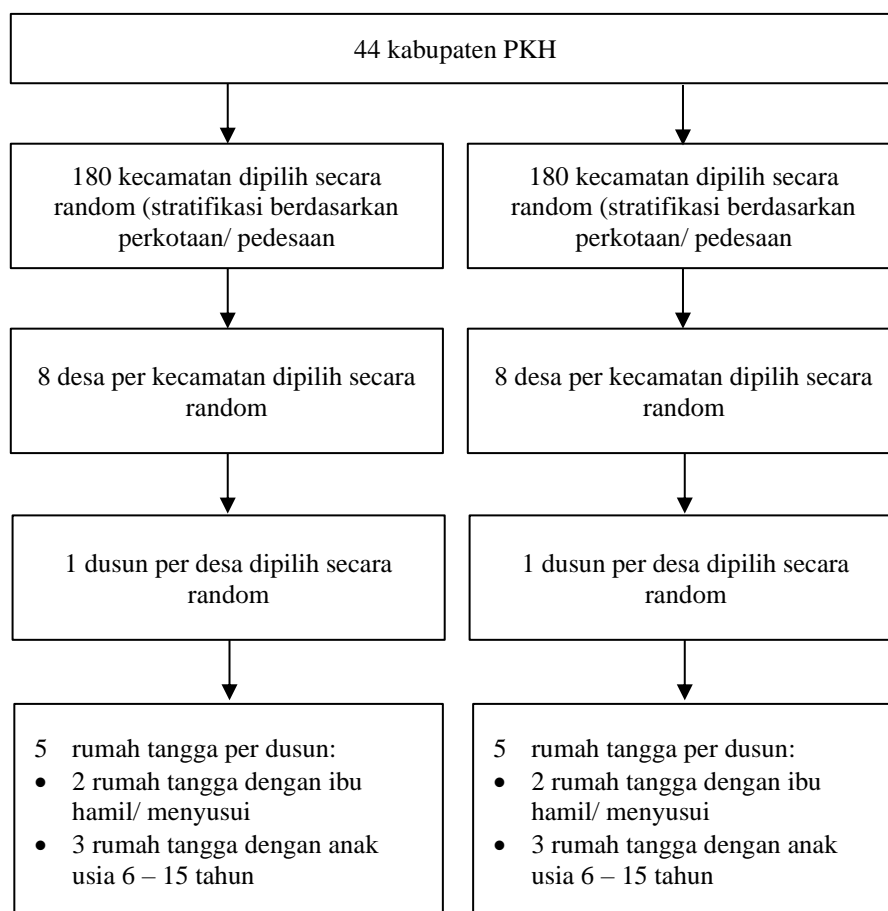 44 kabupaten PKH
180 kecamatan dipilih secara
random (stratifikasi berdasarkan
perkotaan/ pedesaan
180 kecamatan dipilih secara
random (stratifikasi berdasarkan
perkotaan/ pedesaan
8 desa per kecamatan dipilih secara
random
8 desa per kecamatan dipilih secara
random
1 dusun per desa dipilih secara
random
1 dusun per desa dipilih secara
random
5 rumah tangga per dusun:
• 2 rumah tangga dengan ibu
hamil/ menyusui
• 3 rumah tangga dengan anak
usia 6 – 15 tahun
5 rumah tangga per dusun:
• 2 rumah tangga dengan ibu
hamil/ menyusui
• 3 rumah tangga dengan anak
usia 6 – 15 tahun